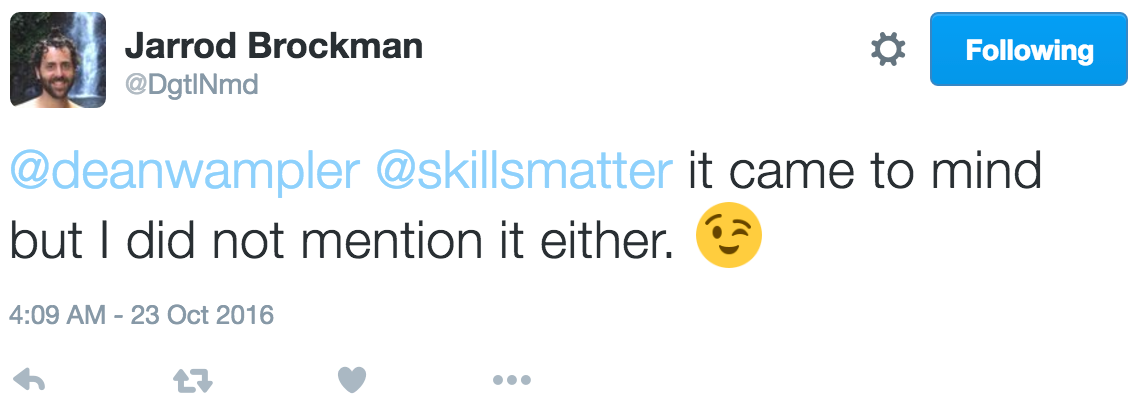 Jarrod Brockman
@DgtlNmd
Following
@deanwampler @skillsmatter it came to mind
but I did not mention it either. 😉
4:09 AM - 23 Oct 2016